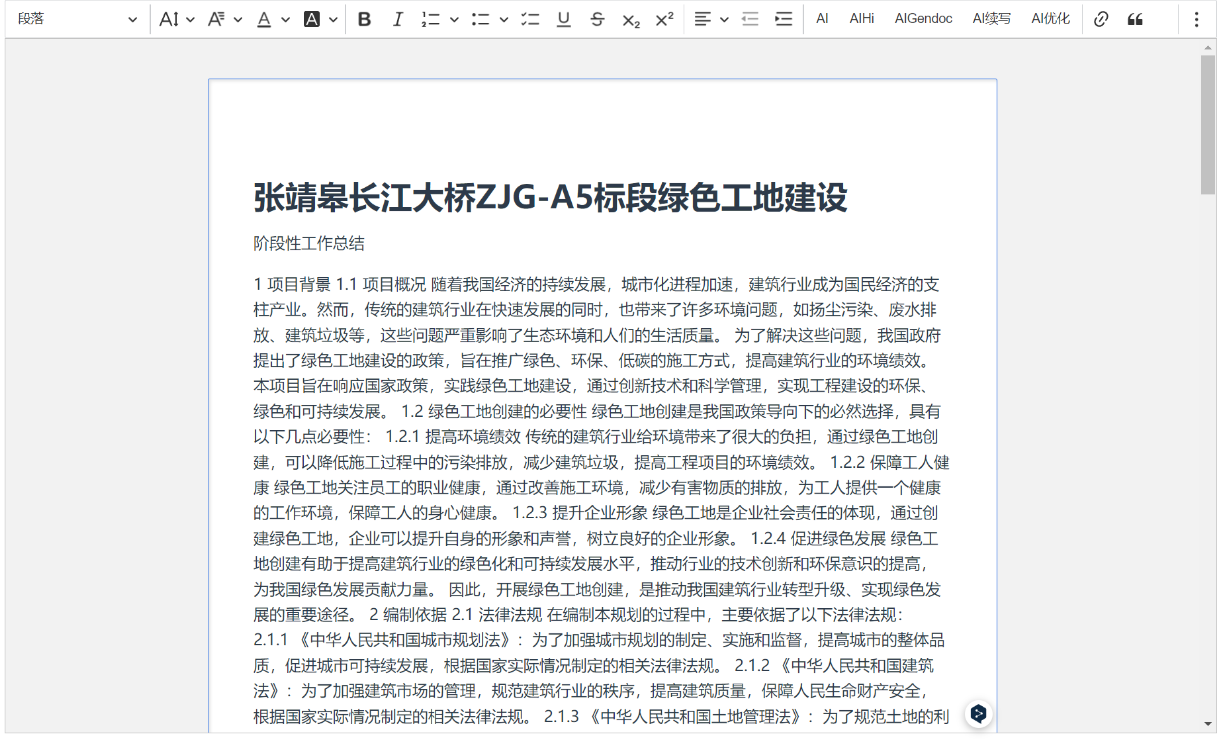 段落
AI AIHi AIGendoc AI续写 AI优化
张靖皋长江大桥ZJG-A5标段绿色工地建设
阶段性工作总结
1 项目背景 1.1 项目概况 随着我国经济的持续发展，城市化进程加速，建筑行业成为国民经济的支
柱产业。然而，传统的建筑行业在快速发展的同时，也带来了许多环境问题，如扬尘污染、废水排
放、建筑垃圾等，这些问题严重影响了生态环境和人们的生活质量。 为了解决这些问题，我国政府
提出了绿色工地建设的政策，旨在推广绿色、环保、低碳的施工方式，提高建筑行业的环境绩效。
本项目旨在响应国家政策，实践绿色工地建设，通过创新技术和科学管理，实现工程建设的环保、
绿色和可持续发展。 1.2 绿色工地创建的必要性 绿色工地创建是我国政策导向下的必然选择，具有
以下几点必要性： 1.2.1 提高环境绩效 传统的建筑行业给环境带来了很大的负担，通过绿色工地创
建，可以降低施工过程中的污染排放，减少建筑垃圾，提高工程项目的环境绩效。 1.2.2 保障工人健
康 绿色工地关注员工的职业健康，通过改善施工环境，减少有害物质的排放，为工人提供一个健康
的工作环境，保障工人的身心健康。 1.2.3 提升企业形象 绿色工地是企业社会责任的体现，通过创
建绿色工地，企业可以提升自身的形象和声誉，树立良好的企业形象。 1.2.4 促进绿色发展 绿色工
地创建有助于提高建筑行业的绿色化和可持续发展水平，推动行业的技术创新和环保意识的提高，
为我国绿色发展贡献力量。 因此，开展绿色工地创建，是推动我国建筑行业转型升级、实现绿色发
展的重要途径。 2 编制依据 2.1 法律法规 在编制本规划的过程中，主要依据了以下法律法规：
2.1.1 《中华人民共和国城市规划法》：为了加强城市规划的制定、实施和监督，提高城市的整体品
质，促进城市可持续发展，根据国家实际情况制定的相关法律法规。 2.1.2 《中华人民共和国建筑
法》：为了加强建筑市场的管理，规范建筑行业的秩序，提高建筑质量，保障人民生命财产安全，
根据国家实际情况制定的相关法律法规。 2.1.3 《中华人民共和国土地管理法》：为了规范土地的利